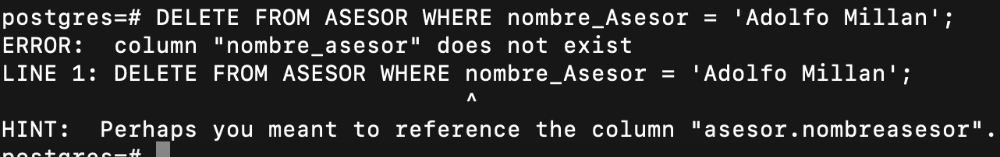 postgres=# DELETE FROM ASESOR WHERE nombre_Asesor = 'Adolfo Millan';
ERROR:  column "nombre_asesor" does not exist
LINE 1: DELETE FROM ASESOR WHERE nombre_Asesor = 'Adolfo Millan';
                                 ^
HINT:  Perhaps you meant to reference the column "asesor.nombreasesor".
postgres=#